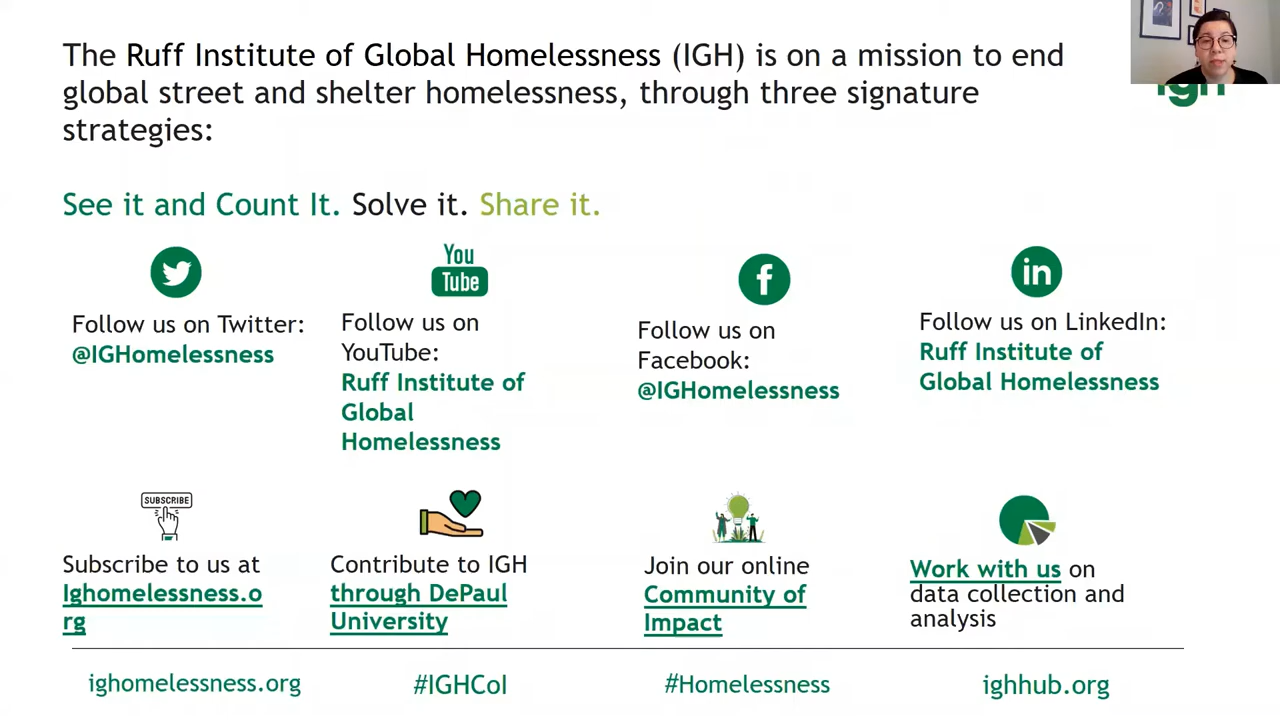 The Ruff Institute of Global Homelessness (IGH) is on a mission to end
global street and shelter homelessness, through three signature
strategies:
igh
See it and Count It. Solve it. Share it.
You
Tube
f
in
Follow us on Twitter:
@IGHomelessness
Follow us on
YouTube:
Ruff Institute of
Global
Homelessness
Follow us on
Facebook:
@IGHomelessness
Follow us on LinkedIn:
Ruff Institute of
Global Homelessness
SUBSCRIBE
Subscribe to us at
Ighomelessness.o
rg
Contribute to IGH
through DePaul
University
Join our online
Community of
Impact
Work with us on
data collection and
analysis
ighomelessness.org
#IGHCoI
#Homelessness
ighhub.org